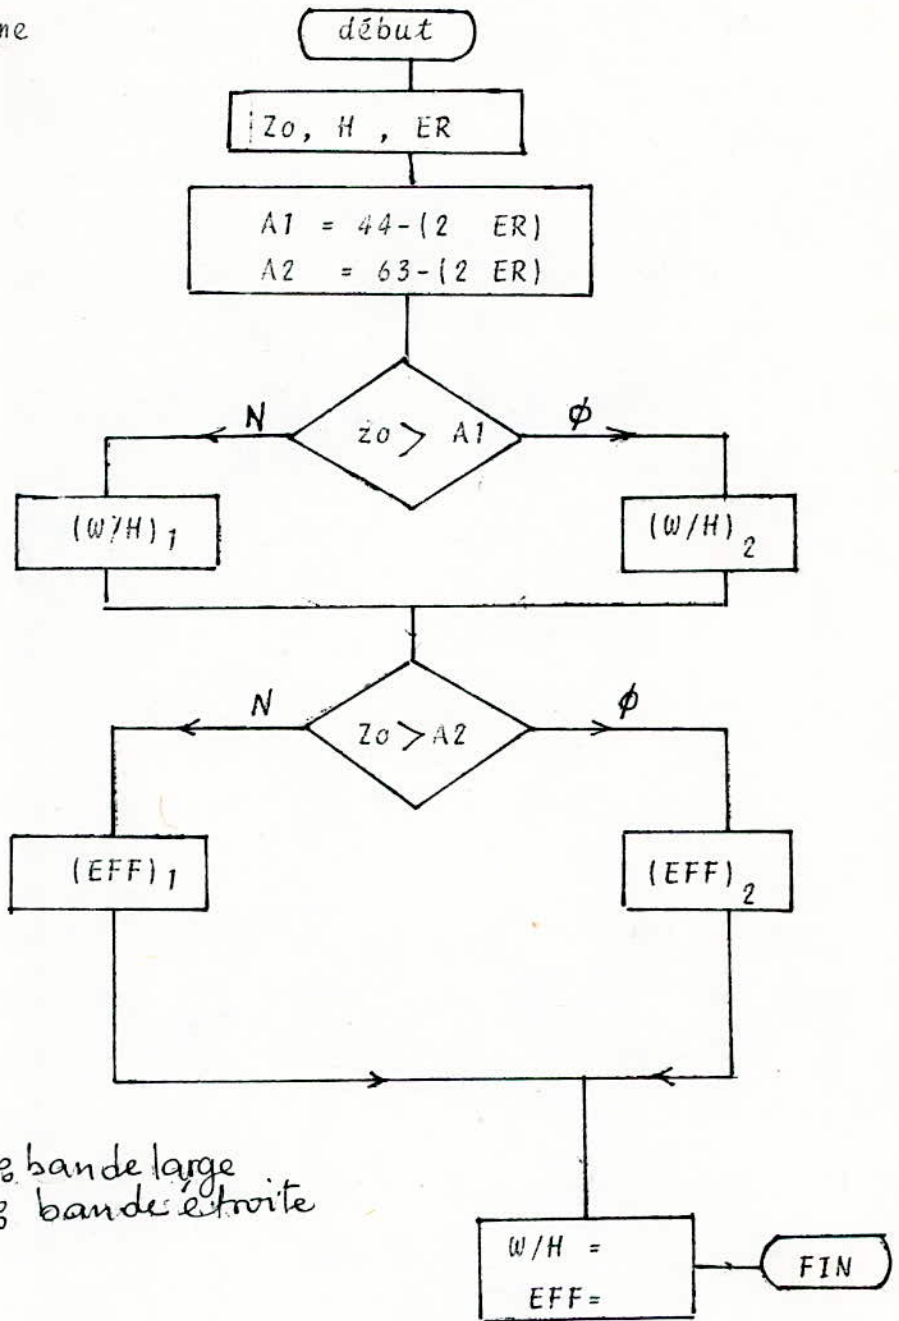 me
début
Zo, H , ER
A1 = 44-(2 ER)
A2 = 63-(2 ER)
N
zo > A1
ϕ
(W/H)1
(W/H)2
N
Zo > A2
ϕ
(EFF)1
(EFF)2
bande large
bande étroite
W/H =
EFF=
FIN